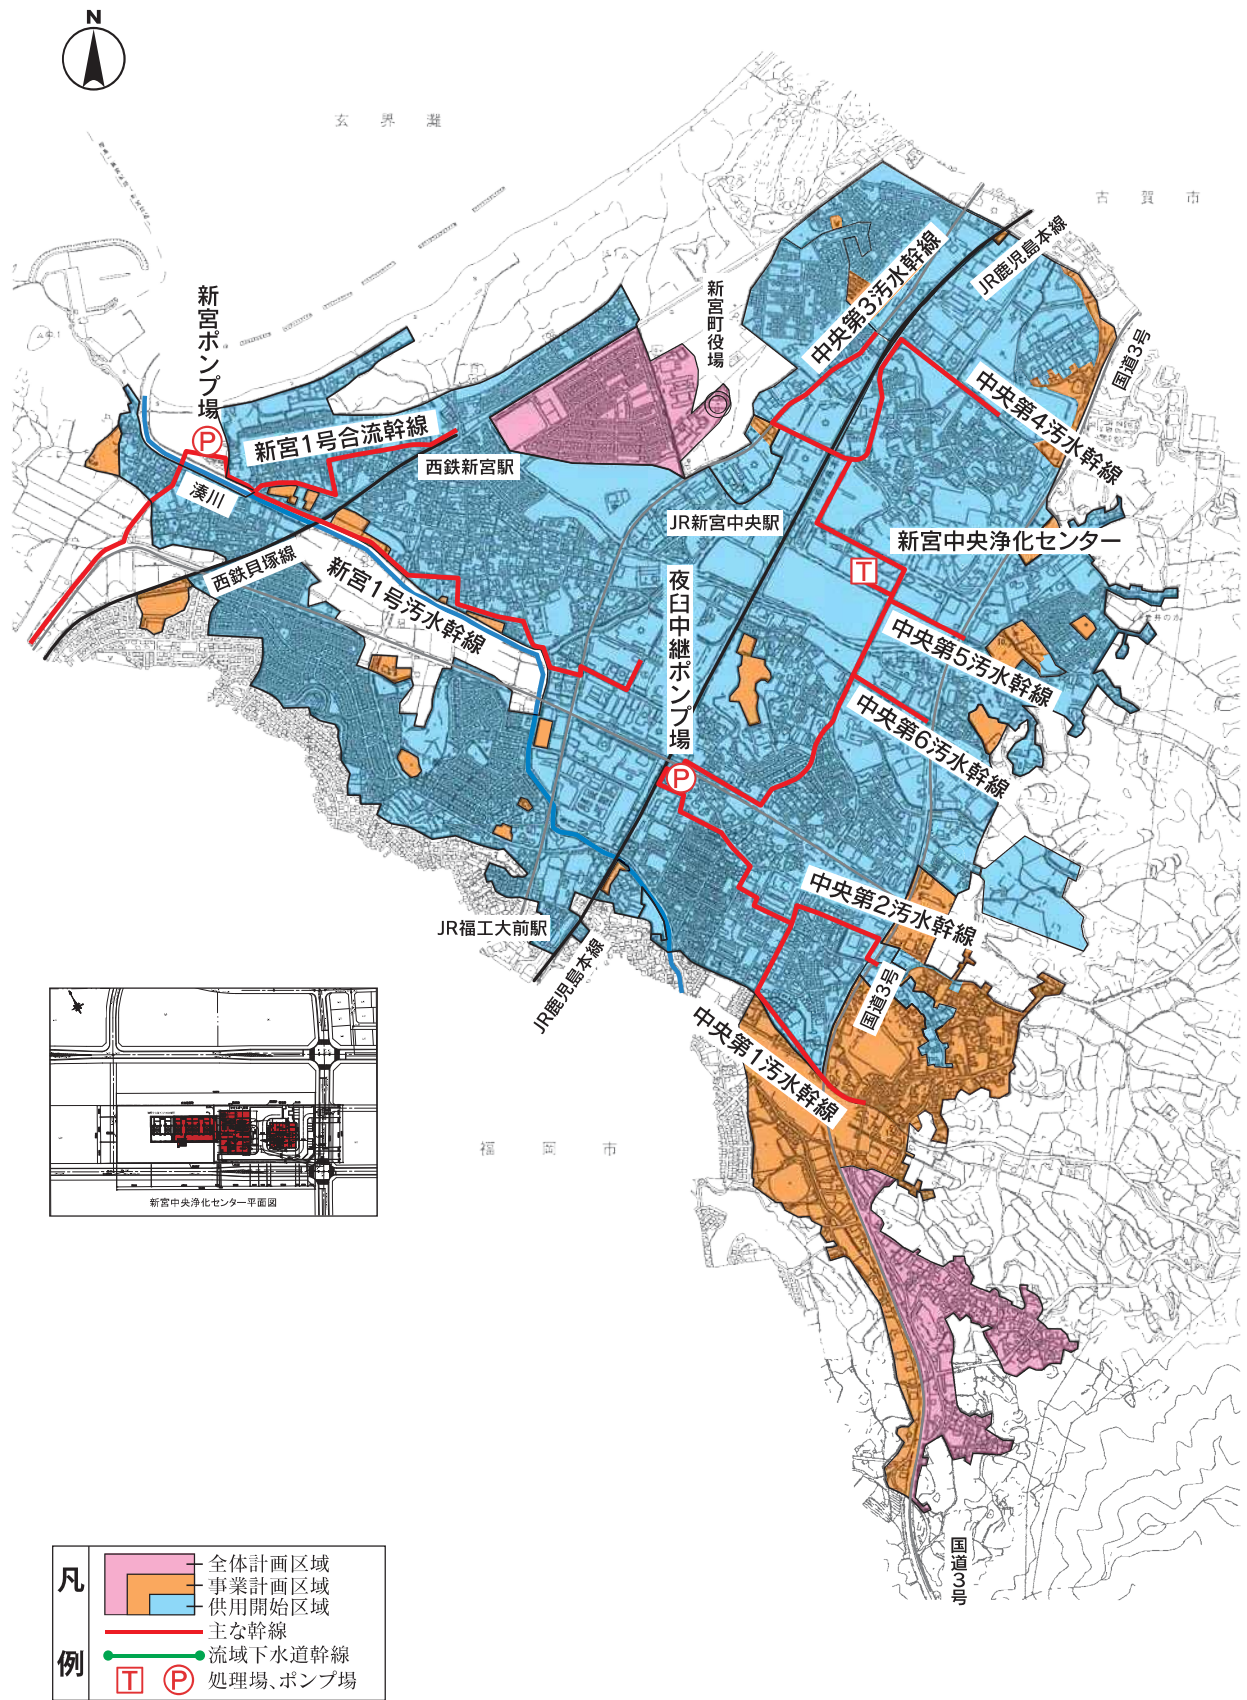 N
玄界灘
古賀市
JR鹿児島本線
中央第3汚水幹線
新宮町役場
新宮ポンプ場
国道3号
P
中央第4汚水幹線
新宮1号合流幹線
西鉄新宮駅
湊川
JR新宮中央駅
新宮中央浄化センター
T
西鉄貝塚線
新宮1号汚水幹線
夜臼中継ポンプ場
中央第5汚水幹線
中央第6汚水幹線
P
中央第2汚水幹線
JR福工大前駅
JR鹿児島本線
国道3号
中央第1汚水幹線
福岡市
新宮中央浄化センター平面図
国道3号
凡例
全体計画区域
事業計画区域
供用開始区域
主な幹線
流域下水道幹線
T P 処理場、ポンプ場